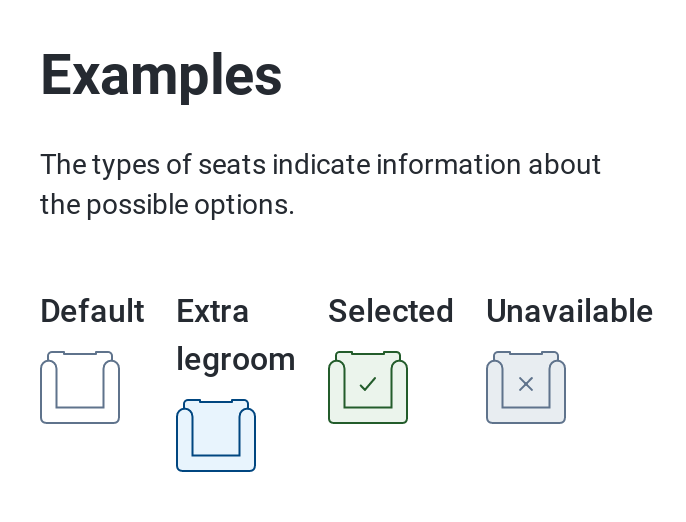 Examples
The types of seats indicate information about
the possible options.
Default
Extra
legroom
Selected
Unavailable